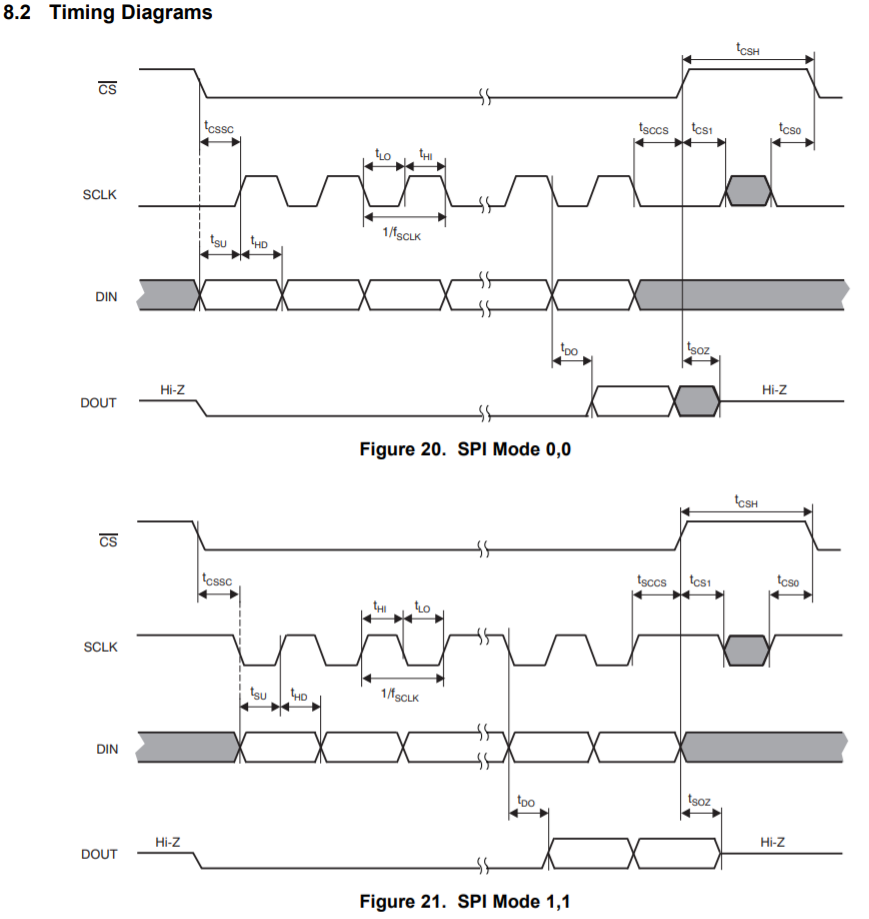 8.2 Timing Diagrams
tCSH
CS
tCSSC
tSCCS
tCS1
tCS0
tLO
tHI
SCLK
1/fSCLK
tSU
tHD
DIN
tDO
tSOZ
Hi-Z
Hi-Z
DOUT
Figure 20. SPI Mode 0,0
tCSH
CS
tCSSC
tSCCS
tCS1
tCS0
tHI
tLO
SCLK
1/fSCLK
tSU
tHD
DIN
tDO
tSOZ
Hi-Z
Hi-Z
DOUT
Figure 21. SPI Mode 1,1